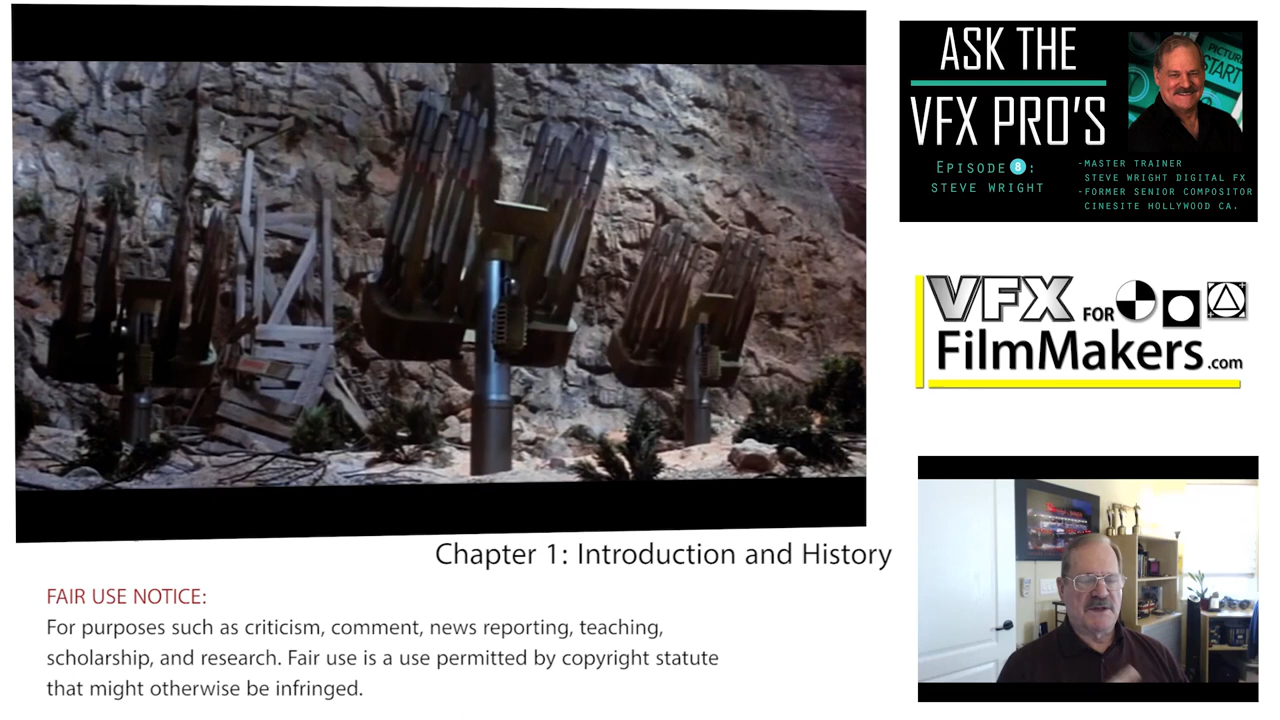 ASK THE
VFX PRO'S
EPISODE 8:
STEVE WRIGHT
-MASTER TRAINER
STEVE WRIGHT DIGITAL FX
-FORMER SENIOR COMPOSITOR
CINESITE HOLLYWOOD CA.
PICTURE
START
VFX FOR
FilmMakers.com
Chapter 1: Introduction and History
FAIR USE NOTICE:
For purposes such as criticism, comment, news reporting, teaching,
scholarship, and research. Fair use is a use permitted by copyright statute
that might otherwise be infringed.